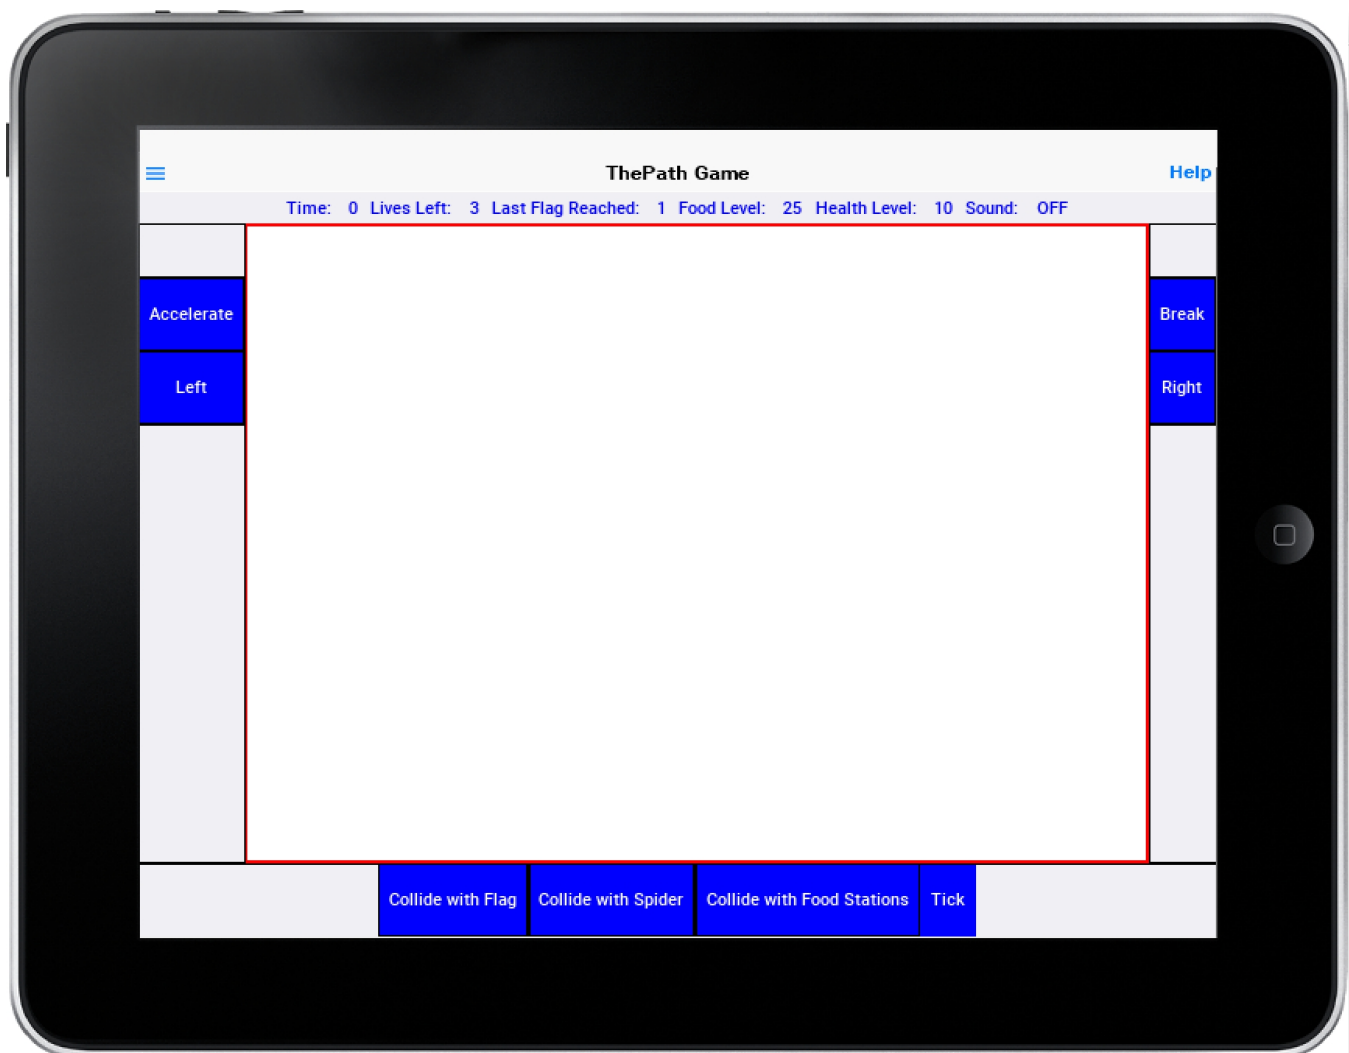 ThePath Game
Help
Time: 0 Lives Left: 3 Last Flag Reached: 1 Food Level: 25 Health Level: 10 Sound: OFF
Accelerate
Break
Left
Right
Collide with Flag
Collide with Spider
Collide with Food Stations
Tick